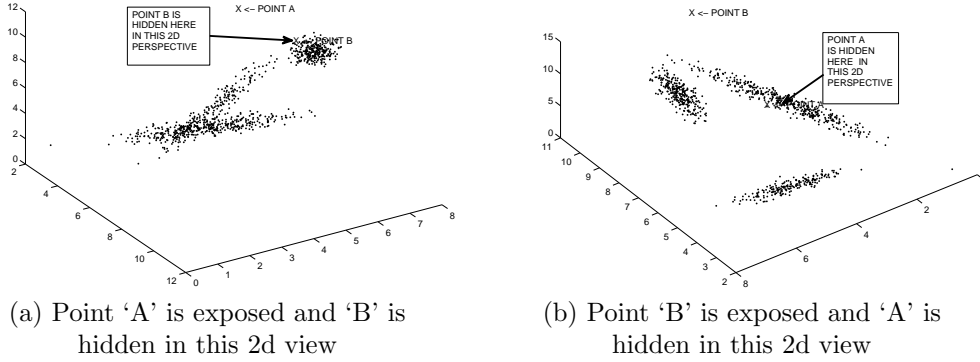 X <- POINT A
POINT B IS
HIDDEN HERE
IN THIS 2D
PERSPECTIVE
X <- POINT B
12
10
8
6
4
2
0
2
4
6
8
10
12
0
1
2
3
4
5
6
7
8
(a) Point ‘A’ is exposed and ‘B’ is
hidden in this 2d view
X <- POINT B
POINT A
IS HIDDEN
HERE IN
THIS 2D
PERSPECTIVE
15
10
5
0
11
10
9
8
7
6
5
4
3
2
8
6
4
2
(b) Point ‘B’ is exposed and ‘A’ is
hidden in this 2d view